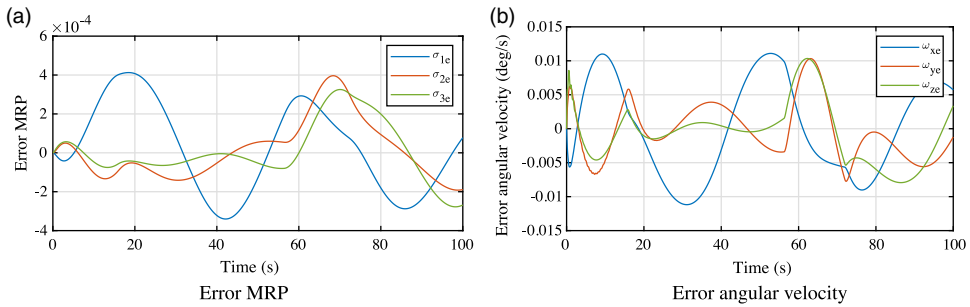 (a)
×10⁻⁴
6
4
2
0
-2
-4
Error MRP
σ1e
σ2e
σ3e
0 20 40 60 80 100
Time (s)
Error MRP
(b)
0.015
0.01
0.005
0
-0.005
-0.01
-0.015
Error angular velocity (deg/s)
ωxe
ωye
ωze
0 20 40 60 80 100
Time (s)
Error angular velocity